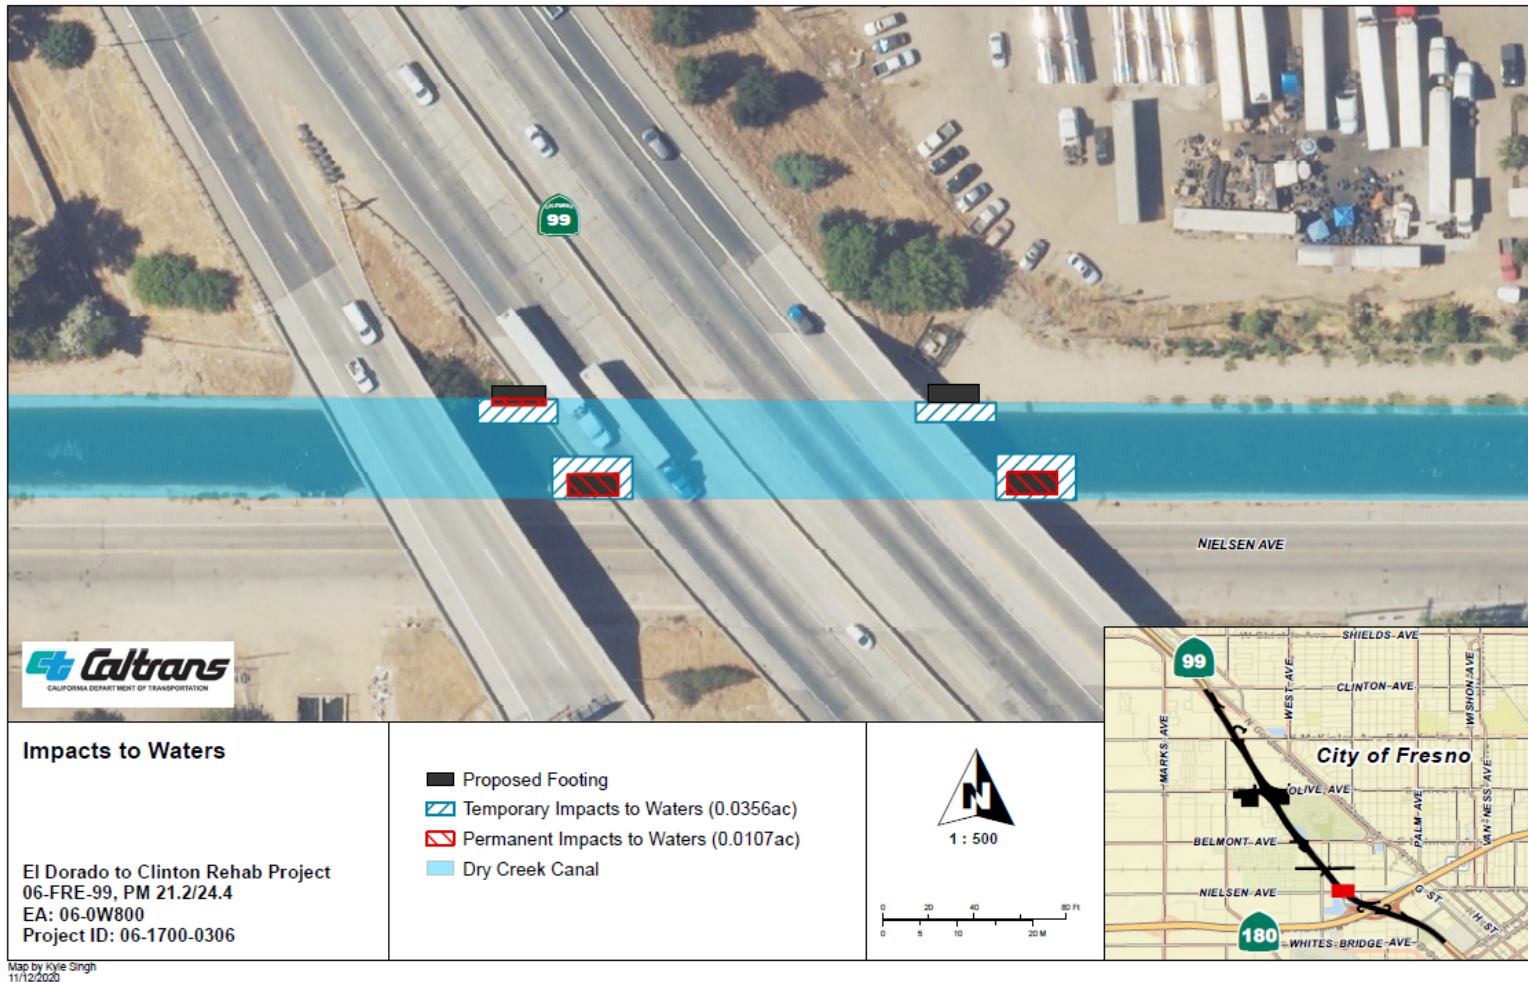 CALIFORNIA
99
NIELSEN AVE
Caltrans
CALIFORNIA DEPARTMENT OF TRANSPORTATION
Impacts to Waters
El Dorado to Clinton Rehab Project
06-FRE-99, PM 21.2/24.4
EA: 06-0W800
Project ID: 06-1700-0306
Proposed Footing
Temporary Impacts to Waters (0.0356ac)
Permanent Impacts to Waters (0.0107ac)
Dry Creek Canal
N
1 : 500
0 20 40 80 Ft
0 5 10 20 M
SHIELDS AVE
99
CLINTON AVE
WEST AVE
WISHON AVE
MARKS AVE
City of Fresno
OLIVE AVE
PALM AVE
VAN NESS AVE
BELMONT AVE
NIELSEN AVE
G ST
H ST
180
WHITES BRIDGE AVE
Map by Kyle Singh
11/12/2020